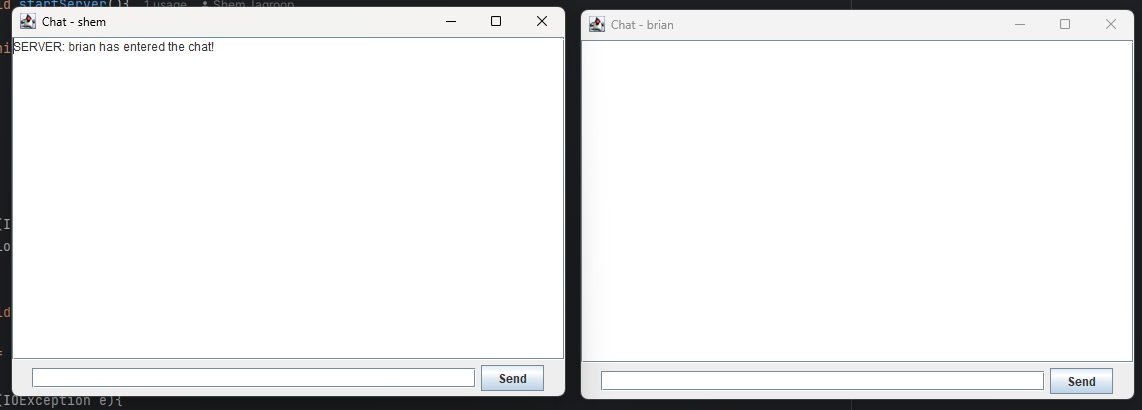 startServer(){ 1 usage Shem Jagroop
Chat - shem
SERVER: brian has entered the chat!
Send
Chat - brian
Send
(IOException e){